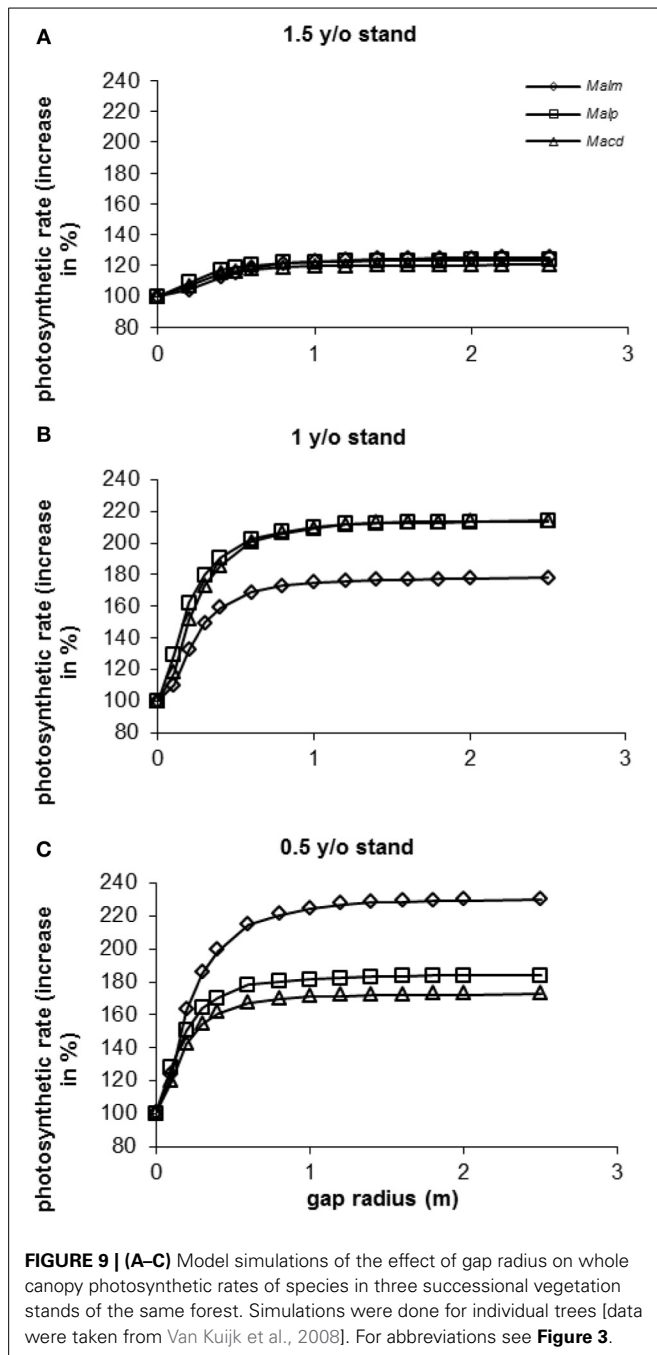 A
1.5 y/o stand
photosynthetic rate (increase
in %)
240
220
200
180
160
140
120
100
80
0
1
2
3
Malm
Malp
Macd
B
1 y/o stand
photosynthetic rate (increase
in %)
240
220
200
180
160
140
120
100
80
0
1
2
3
C
0.5 y/o stand
photosynthetic rate (increase
in %)
240
220
200
180
160
140
120
100
80
0
1
2
3
gap radius (m)
FIGURE 9 | (A–C) Model simulations of the effect of gap radius on whole
canopy photosynthetic rates of species in three successional vegetation
stands of the same forest. Simulations were done for individual trees [data
were taken from Van Kuijk et al., 2008]. For abbreviations see Figure 3.